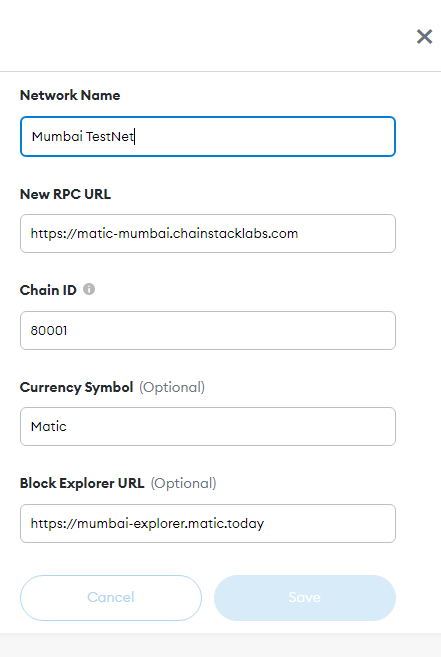 Network Name
Mumbai TestNet
New RPC URL
https://matic-mumbai.chainstacklabs.com
Chain ID
80001
Currency Symbol (Optional)
Matic
Block Explorer URL (Optional)
https://mumbai-explorer.matic.today
Cancel Save